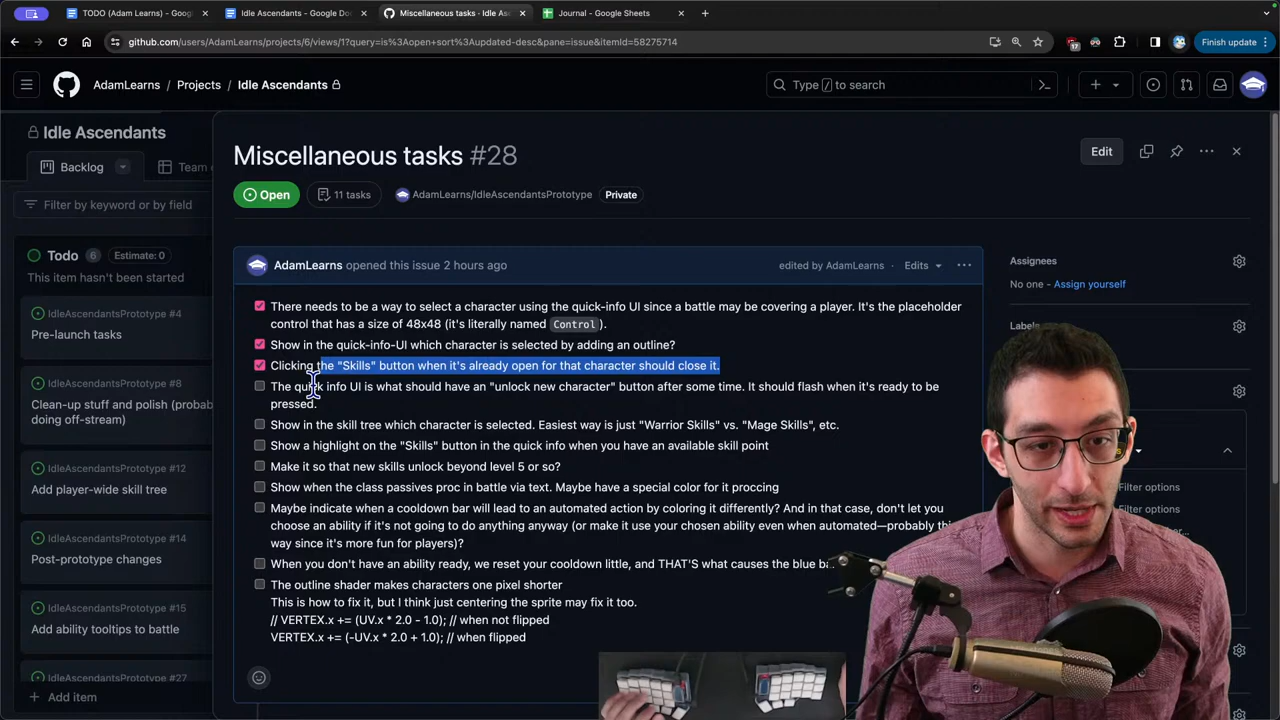 TODO (Adam Learns) - Goog
Idle Ascendants - Google Do
Miscellaneous tasks · Idle As
Journal - Google Sheets
github.com/users/AdamLearns/projects/6/views/1?query=is%3Aopen+sort%3Aupdated-desc&pane=issue&itemId=58275714
17
Finish update
AdamLearns / Projects / Idle Ascendants
Type / to search
Idle Ascendants
Backlog
Team
Filter by keyword or by field
Todo 6 Estimate: 0
This item hasn't been started
IdleAscendantsPrototype #4
Pre-launch tasks
IdleAscendantsPrototype #8
Clean-up stuff and polish (probab
doing off-stream)
IdleAscendantsPrototype #12
Add player-wide skill tree
IdleAscendantsPrototype #14
Post-prototype changes
IdleAscendantsPrototype #15
Add ability tooltips to battle
IdleAscendantsPrototype #27
Add item
Miscellaneous tasks #28
Edit
Open
11 tasks
AdamLearns/IdleAscendantsPrototype
Private
AdamLearns opened this issue 2 hours ago
edited by AdamLearns
Edits
There needs to be a way to select a character using the quick-info UI since a battle may be covering a player. It's the placeholder
control that has a size of 48x48 (it's literally named Control).
Show in the quick-info-UI which character is selected by adding an outline?
Clicking the "Skills" button when it's already open for that character should close it.
The quick info UI is what should have an "unlock new character" button after some time. It should flash when it's ready to be
pressed.
Show in the skill tree which character is selected. Easiest way is just "Warrior Skills" vs. "Mage Skills", etc.
Show a highlight on the "Skills" button in the quick info when you have an available skill point
Make it so that new skills unlock beyond level 5 or so?
Show when the class passives proc in battle via text. Maybe have a special color for it proccing
Maybe indicate when a cooldown bar will lead to an automated action by coloring it differently? And in that case, don't let you
choose an ability if it's not going to do anything anyway (or make it use your chosen ability even when automated—probably this
way since it's more fun for players)?
When you don't have an ability ready, we reset your cooldown little, and THAT'S what causes the blue
The outline shader makes characters one pixel shorter
This is how to fix it, but I think just centering the sprite may fix it too.
// VERTEX.x += (UV.x * 2.0 - 1.0); // when not flipped
VERTEX.x += (-UV.x * 2.0 + 1.0); // when flipped
Assignees
No one - Assign yourself
Labels
Filter options
Filter options